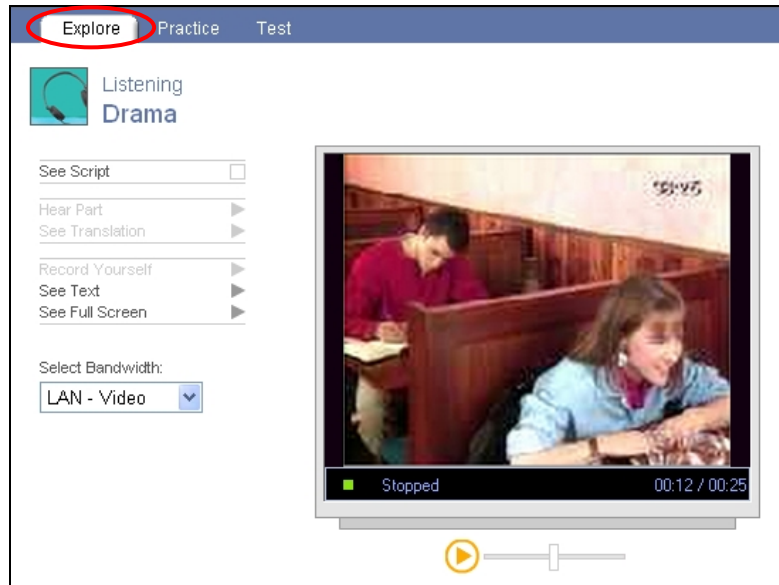 Explore Practice Test
Listening
Drama
See Script
Hear Part
See Translation
Record Yourself
See Text
See Full Screen
Select Bandwidth:
LAN - Video
Stopped 00:12 / 00:25